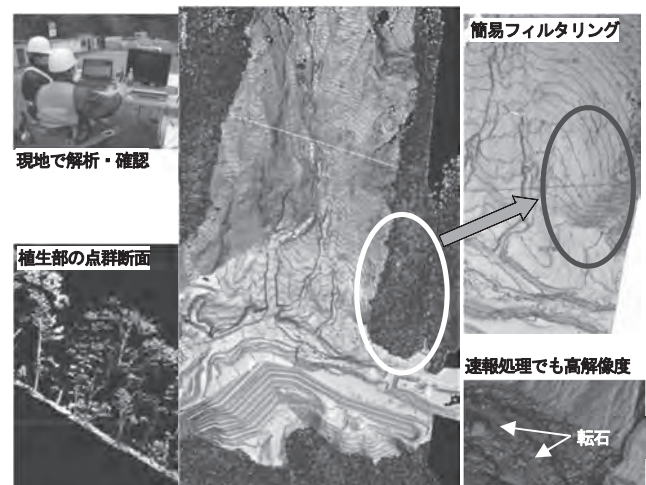 簡易フィルタリング
現地で解析・確認
植生部の点群断面
速報処理でも高解像度
転石